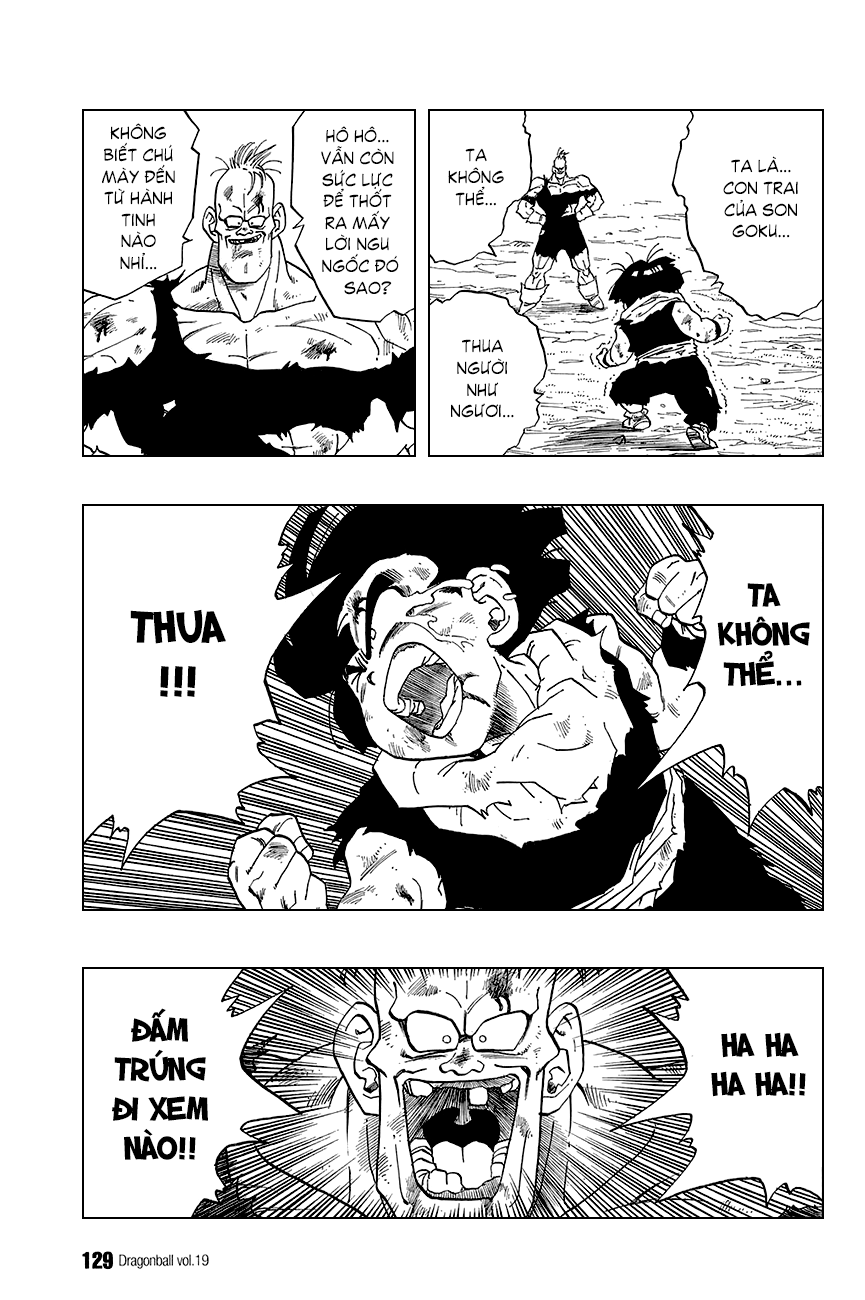 TA LÀ...
CON TRAI
CỦA SON
GOKU...
TA
KHÔNG
THỂ...
THUA
NGƯỜI
NHƯ
NGƯƠI...
HÔ HÔ...
VẪN CÒN
SỨC LỰC
ĐỂ THỐT
RA MẤY
LỜI NGU
NGỐC ĐÓ
SAO?
KHÔNG
BIẾT CHÚ
MÀY ĐẾN
TỪ HÀNH
TINH
NÀO
NHỈ...
TA
KHÔNG
THỂ...
THUA
!!!
HA HA
HA HA!!
ĐẤM
TRÚNG
ĐI XEM
NÀO!!
129 Dragonball vol.19